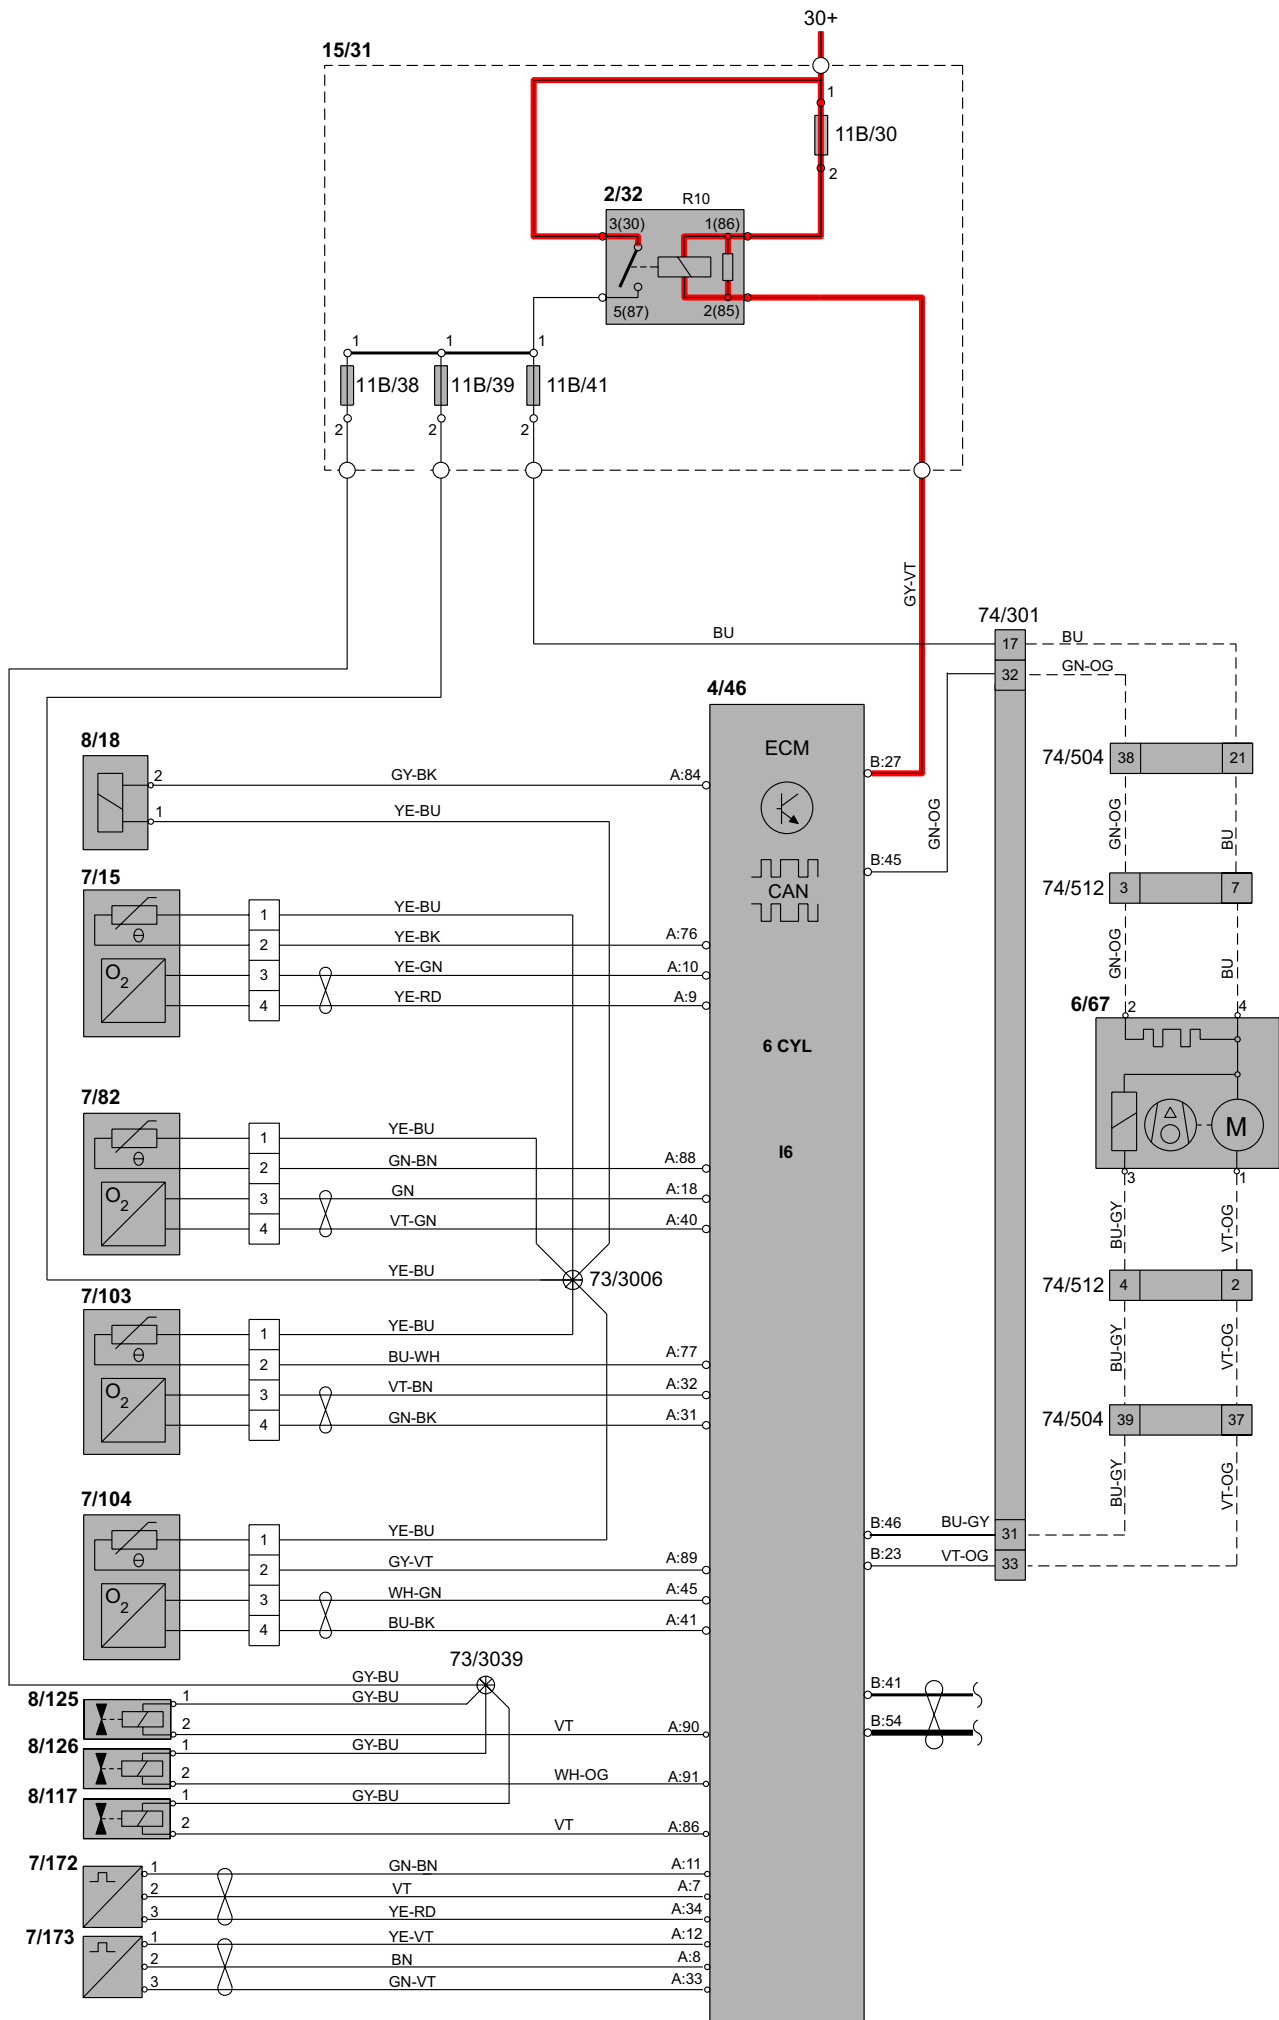 30+
15/31
1
11B/30
2
2/32
R10
3(30)
1(86)
5(87)
2(85)
1
1
1
11B/38
11B/39
11B/41
2
2
2
GY-VT
BU
74/301
17
BU
32
GN-OG
4/46
8/18
ECM
74/504
38
21
2
GY-BK
A:84
B:27
1
YE-BU
GN-OG
GN-OG
BU
B:45
7/15
CAN
74/512
3
7
1
YE-BU
Θ
2
YE-BK
A:76
O2
3
YE-GN
A:10
GN-OG
BU
4
YE-RD
A:9
6/67
2
4
6 CYL
7/82
M
1
YE-BU
I6
Θ
2
GN-BN
A:88
3
1
O2
3
GN
A:18
4
VT-GN
A:40
BU-GY
VT-OG
YE-BU
73/3006
74/512
4
2
7/103
1
YE-BU
Θ
2
BU-WH
A:77
BU-GY
VT-OG
O2
3
VT-BN
A:32
4
GN-BK
A:31
74/504
39
37
7/104
BU-GY
VT-OG
1
YE-BU
B:46
BU-GY
31
Θ
2
GY-VT
A:89
B:23
VT-OG
33
O2
3
WH-GN
A:45
4
BU-BK
A:41
73/3039
GY-BU
8/125
1
GY-BU
B:41
2
VT
A:90
B:54
8/126
1
GY-BU
2
WH-OG
A:91
8/117
1
GY-BU
2
VT
A:86
7/172
1
GN-BN
A:11
2
VT
A:7
3
YE-RD
A:34
7/173
1
YE-VT
A:12
2
BN
A:8
3
GN-VT
A:33